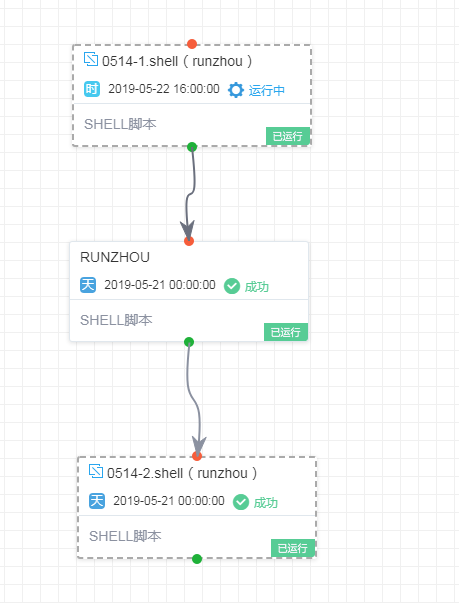 0514-1.shell ( runzhou )
时 2019-05-22 16:00:00 运行中
SHELL脚本
已运行
RUNZHOU
天 2019-05-21 00:00:00 成功
SHELL脚本
已运行
0514-2.shell ( runzhou )
天 2019-05-21 00:00:00 成功
SHELL脚本
已运行